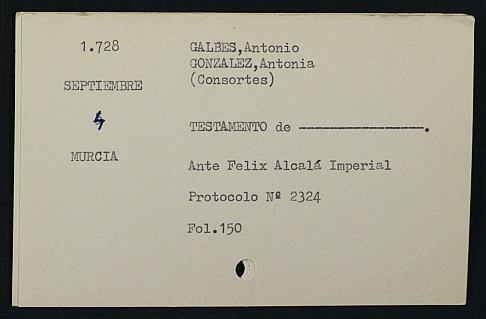 1.728
SEPTIEMBRE
4
MURCIA
GALBES,Antonio
GONZALEZ,Antonia
(Consortes)
TESTAMENTO de ----------------.
Ante Felix Alcalá Imperial
Protocolo Nº 2324
Fol.150